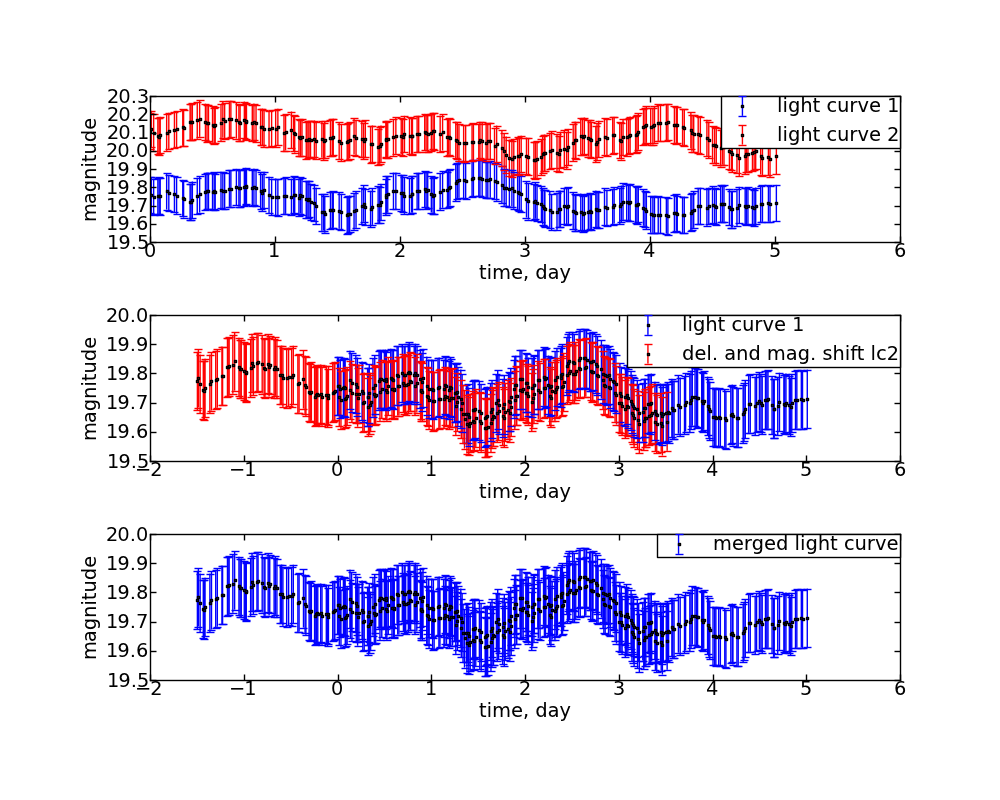 20.3
20.2
20.1
20.0
19.9
19.8
19.7
19.6
19.5
magnitude
light curve 1
light curve 2
0 1 2 3 4 5 6
time, day
20.0
19.9
19.8
19.7
19.6
19.5
magnitude
light curve 1
del. and mag. shift lc2
−2 −1 0 1 2 3 4 5 6
time, day
20.0
19.9
19.8
19.7
19.6
19.5
magnitude
merged light curve
−2 −1 0 1 2 3 4 5 6
time, day